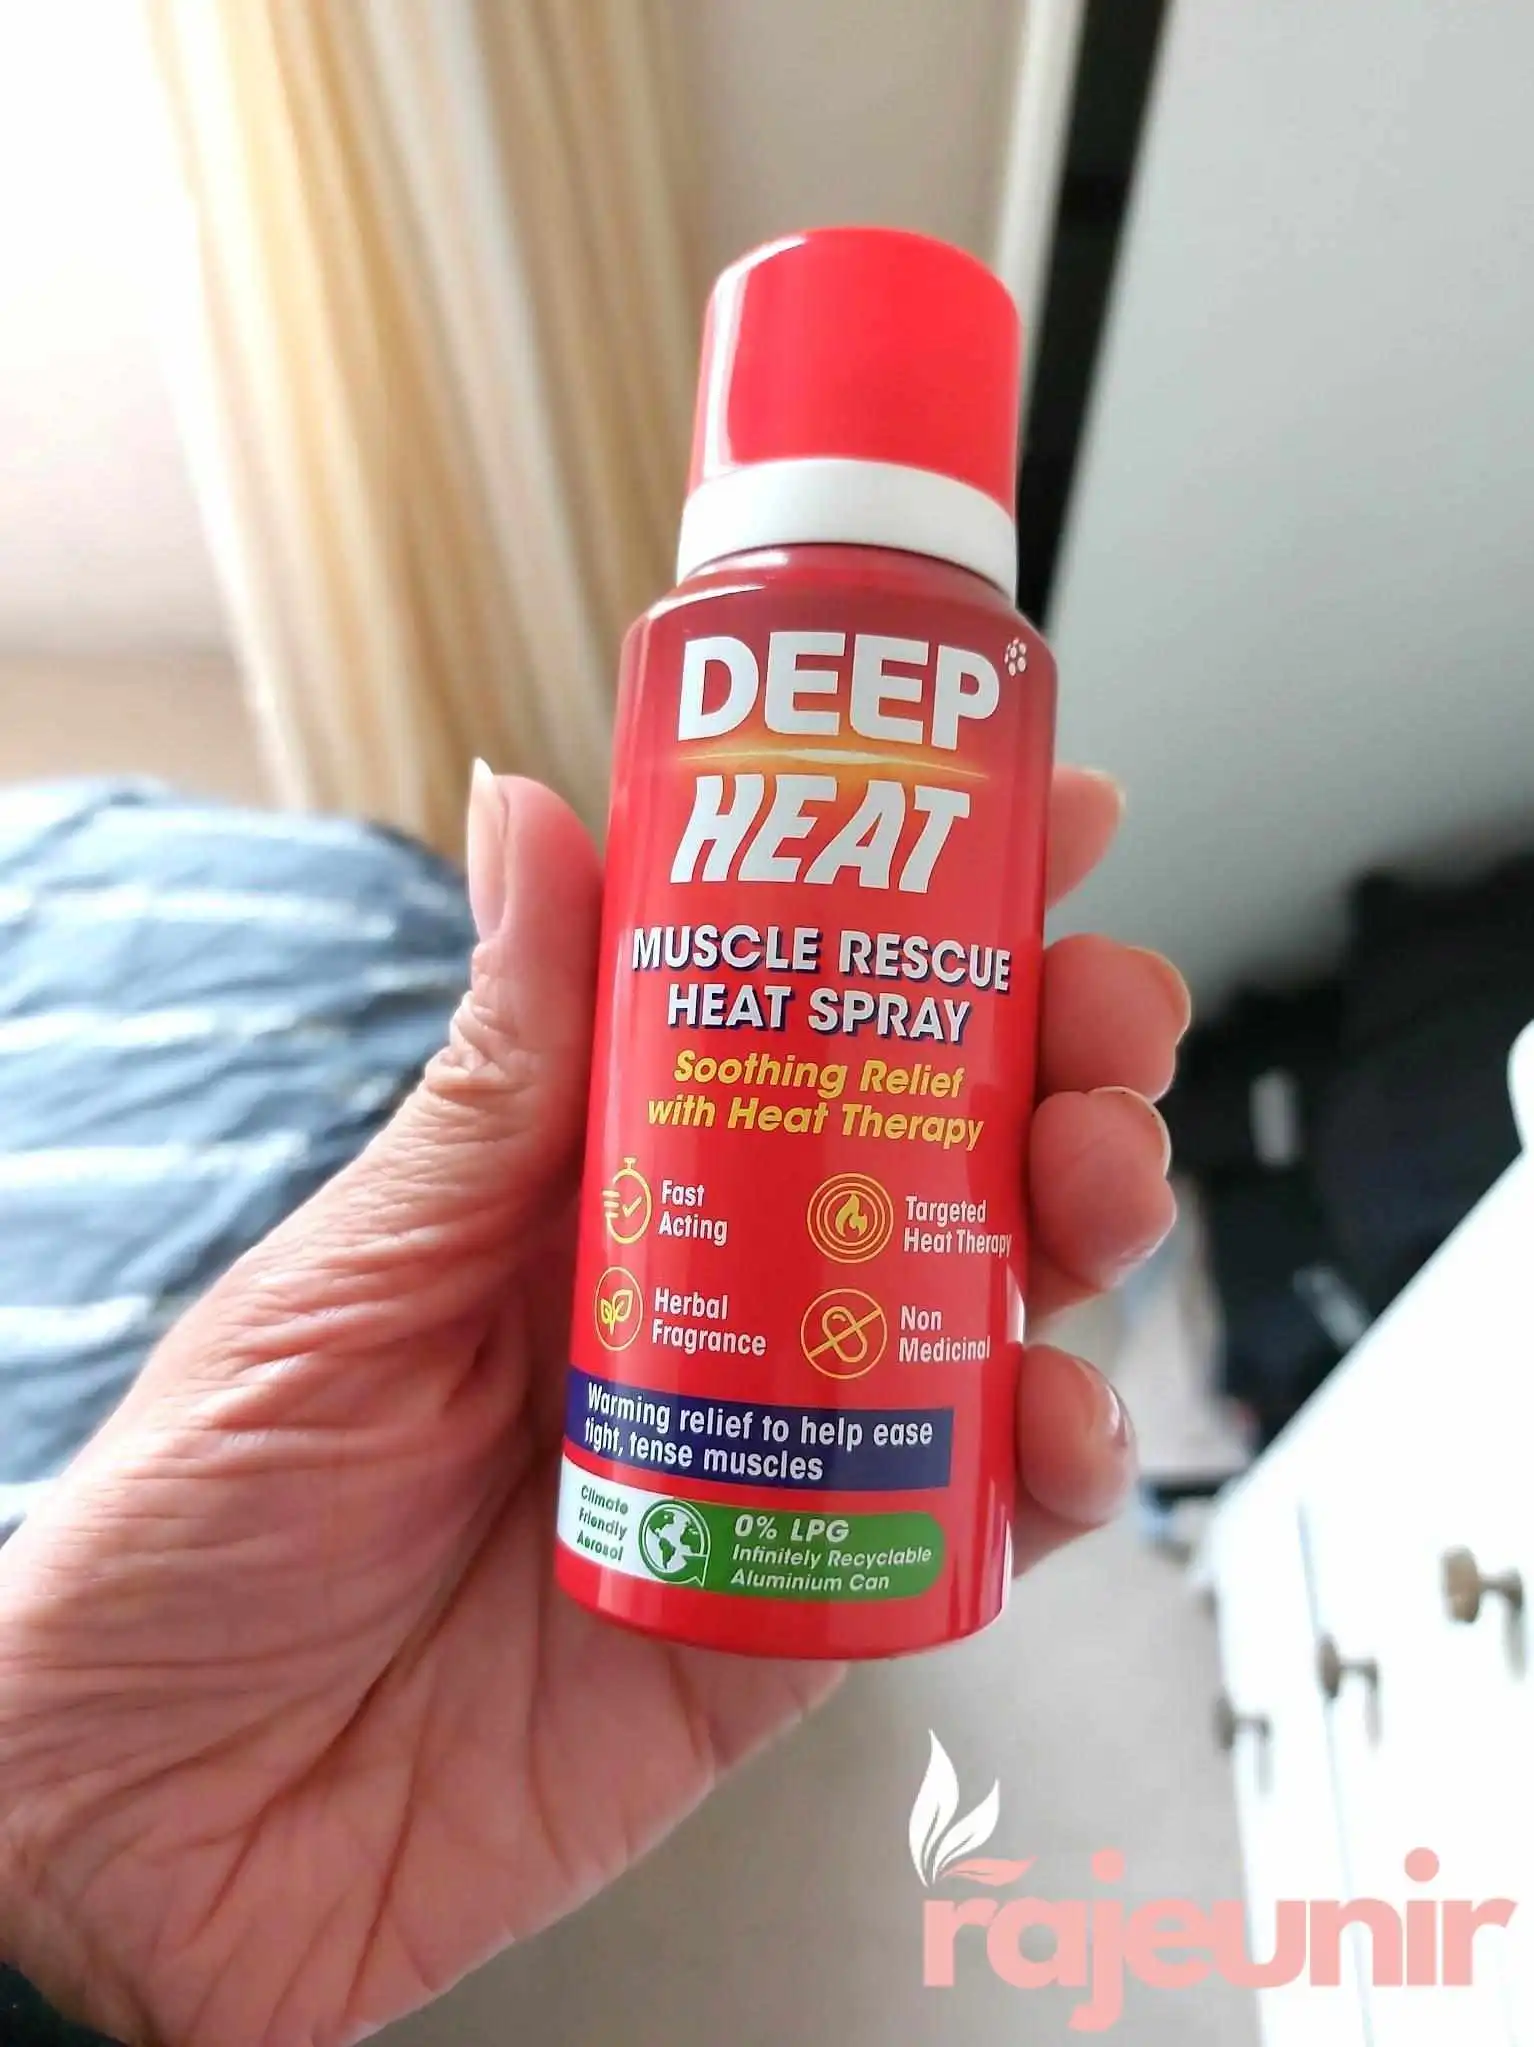 DEEP
HEAT
MUSCLE RESCUE
HEAT SPRAY
Soothing Relief
with Heat Therapy
Fast
Acting
Targeted
Heat Therapy
Herbal
Fragrance
Non
Medicinal
Warming relief to help ease
tight, tense muscles
Climate
Friendly
Aerosol
0% LPG
Infinitely Recyclable
Aluminium Can
rajeunir